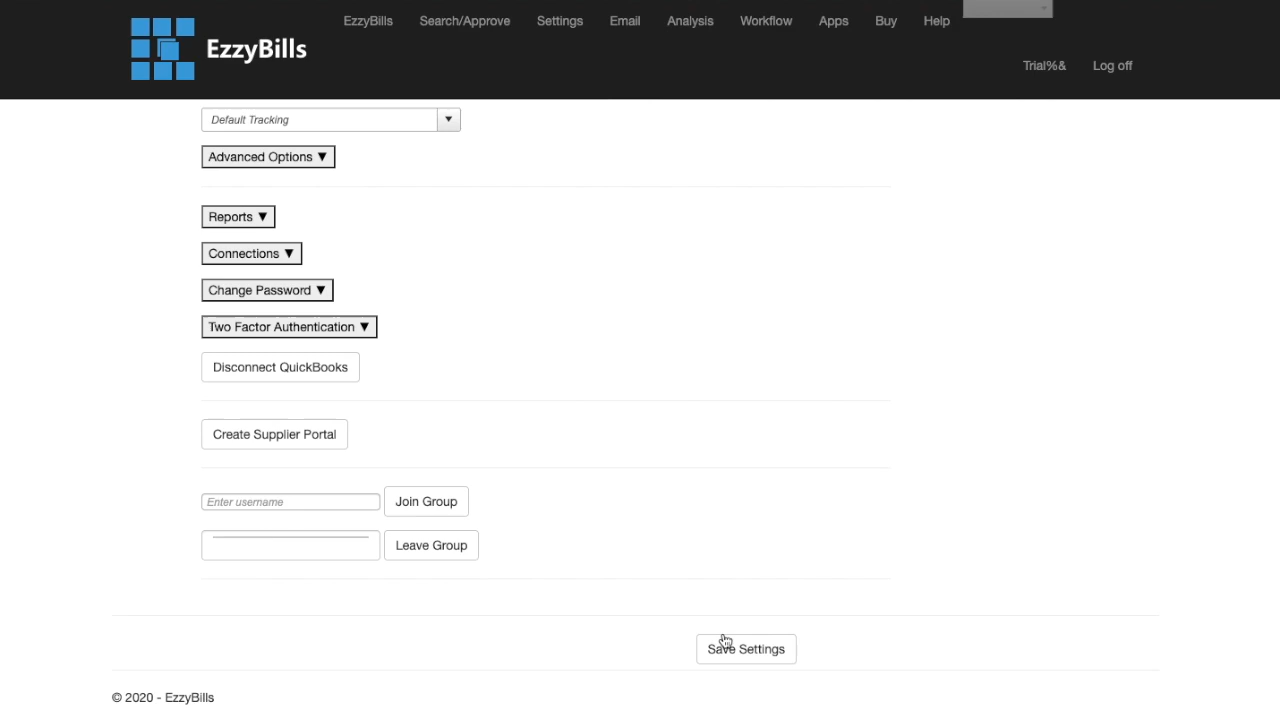 EzzyBills Search/Approve Settings Email Analysis Workflow Apps Buy Help
EzzyBills
Trial%& Log off
Default Tracking
Advanced Options ▼
Reports ▼
Connections ▼
Change Password ▼
Two Factor Authentication ▼
Disconnect QuickBooks
Create Supplier Portal
Enter username Join Group
Leave Group
Save Settings
© 2020 - EzzyBills